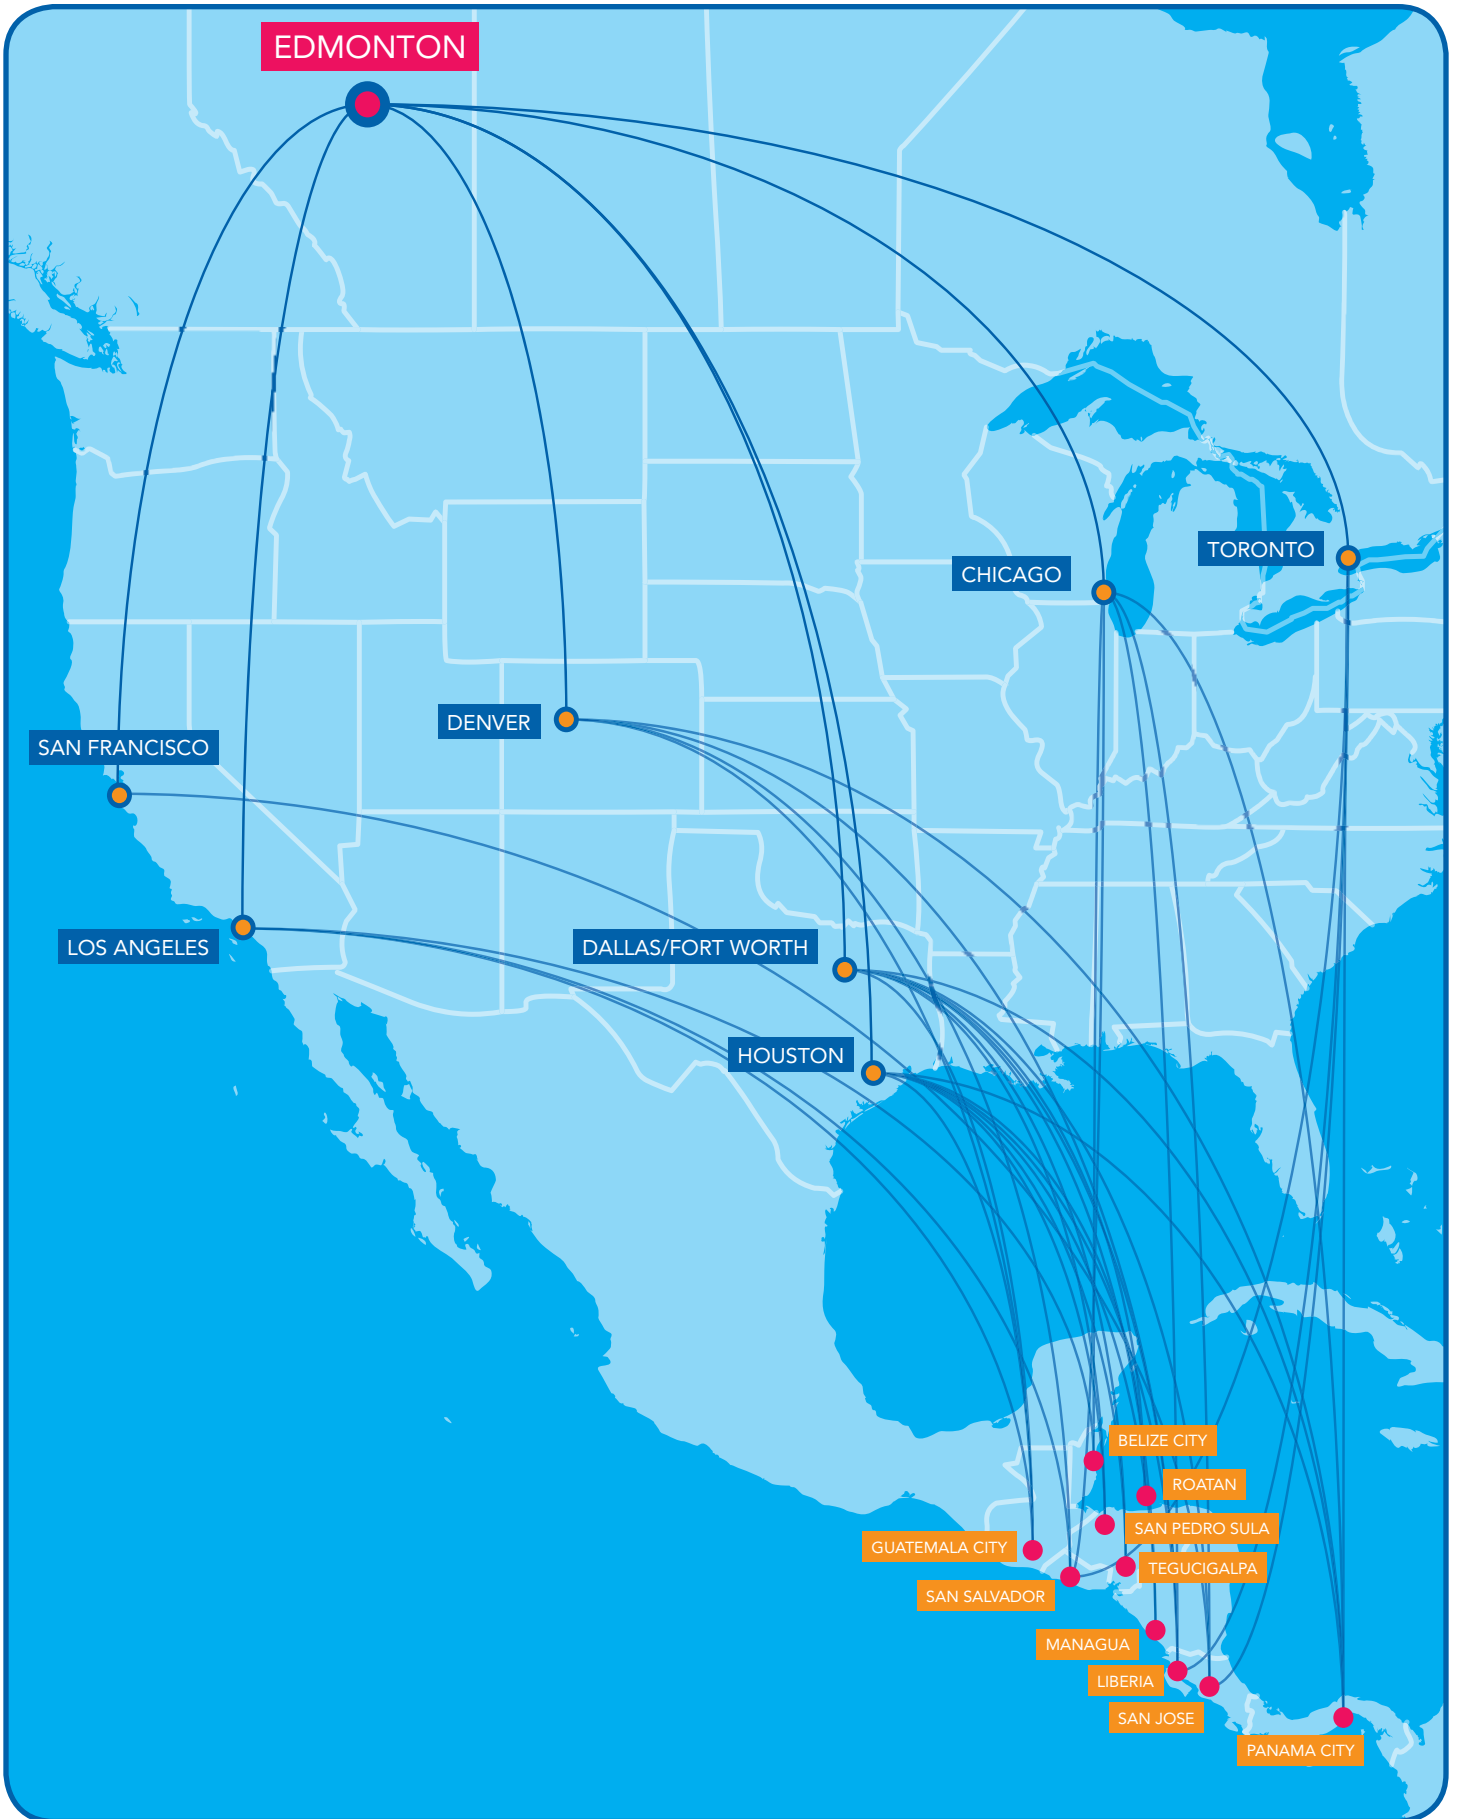 EDMONTON
TORONTO
CHICAGO
DENVER
SAN FRANCISCO
LOS ANGELES
DALLAS/FORT WORTH
HOUSTON
BELIZE CITY
ROATAN
SAN PEDRO SULA
GUATEMALA CITY
TEGUCIGALPA
SAN SALVADOR
MANAGUA
LIBERIA
SAN JOSE
PANAMA CITY